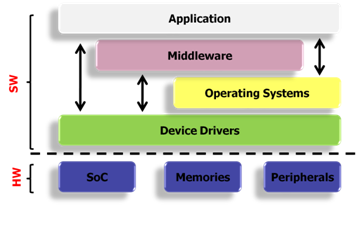 Application
Middleware
SW
Operating Systems
Device Drivers
HW
SoC
Memories
Peripherals